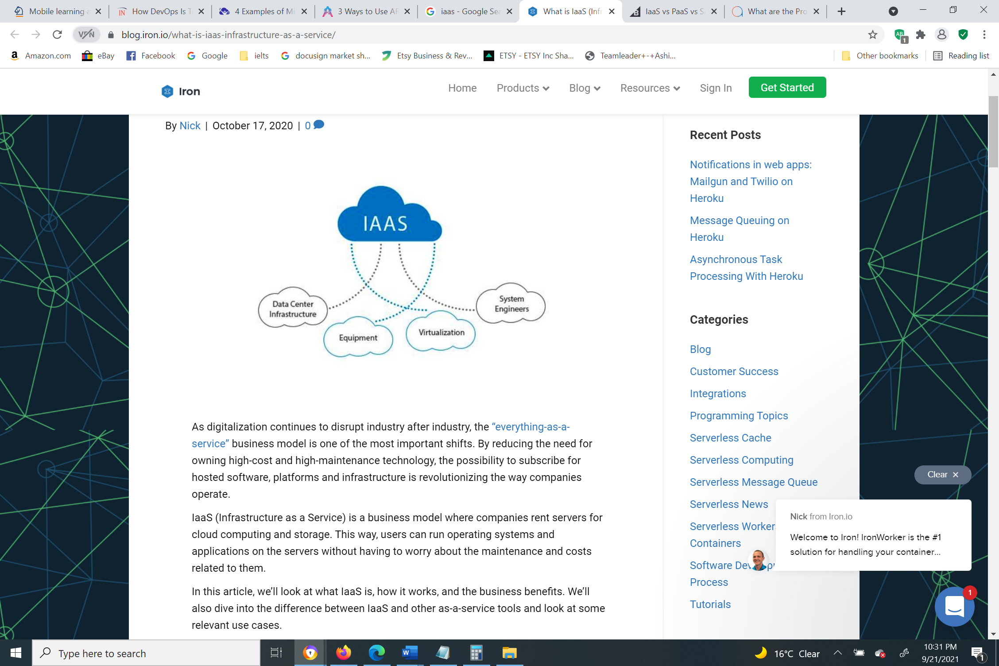 Mobile learning a
How DevOps Is T
4 Examples of Mi
3 Ways to Use AR
iaas - Google Sea
What is IaaS (Infr
IaaS vs PaaS vs Sa
What are the Pro
VPN
blog.iron.io/what-is-iaas-infrastructure-as-a-service/
AB
1
Amazon.com
eBay
Facebook
Google
ielts
docusign market sh...
Etsy Business & Rev...
ETSY - ETSY Inc Sha...
Teamleader+-+Ashi...
Other bookmarks
Reading list
Iron
Home
Products
Blog
Resources
Sign In
Get Started
By Nick | October 17, 2020 | 0
IAAS
Data Center
Infrastructure
Equipment
Virtualization
System
Engineers
As digitalization continues to disrupt industry after industry, the “everything-as-a-
service” business model is one of the most important shifts. By reducing the need for
owning high-cost and high-maintenance technology, the possibility to subscribe for
hosted software, platforms and infrastructure is revolutionizing the way companies
operate.
IaaS (Infrastructure as a Service) is a business model where companies rent servers for
cloud computing and storage. This way, users can run operating systems and
applications on the servers without having to worry about the maintenance and costs
related to them.
In this article, we’ll look at what IaaS is, how it works, and the business benefits. We’ll
also dive into the difference between IaaS and other as-a-service tools and look at some
relevant use cases.
Recent Posts
Notifications in web apps:
Mailgun and Twilio on
Heroku
Message Queuing on
Heroku
Asynchronous Task
Processing With Heroku
Categories
Blog
Customer Success
Integrations
Programming Topics
Serverless Cache
Serverless Computing
Serverless Message Queue
Serverless News
Serverless Worker
Containers
Software
Process
Tutorials
Clear
Nick from Iron.io
Welcome to Iron! IronWorker is the #1
solution for handling your container...
1
Type here to search
16°C Clear
10:31 PM
9/21/2021
1